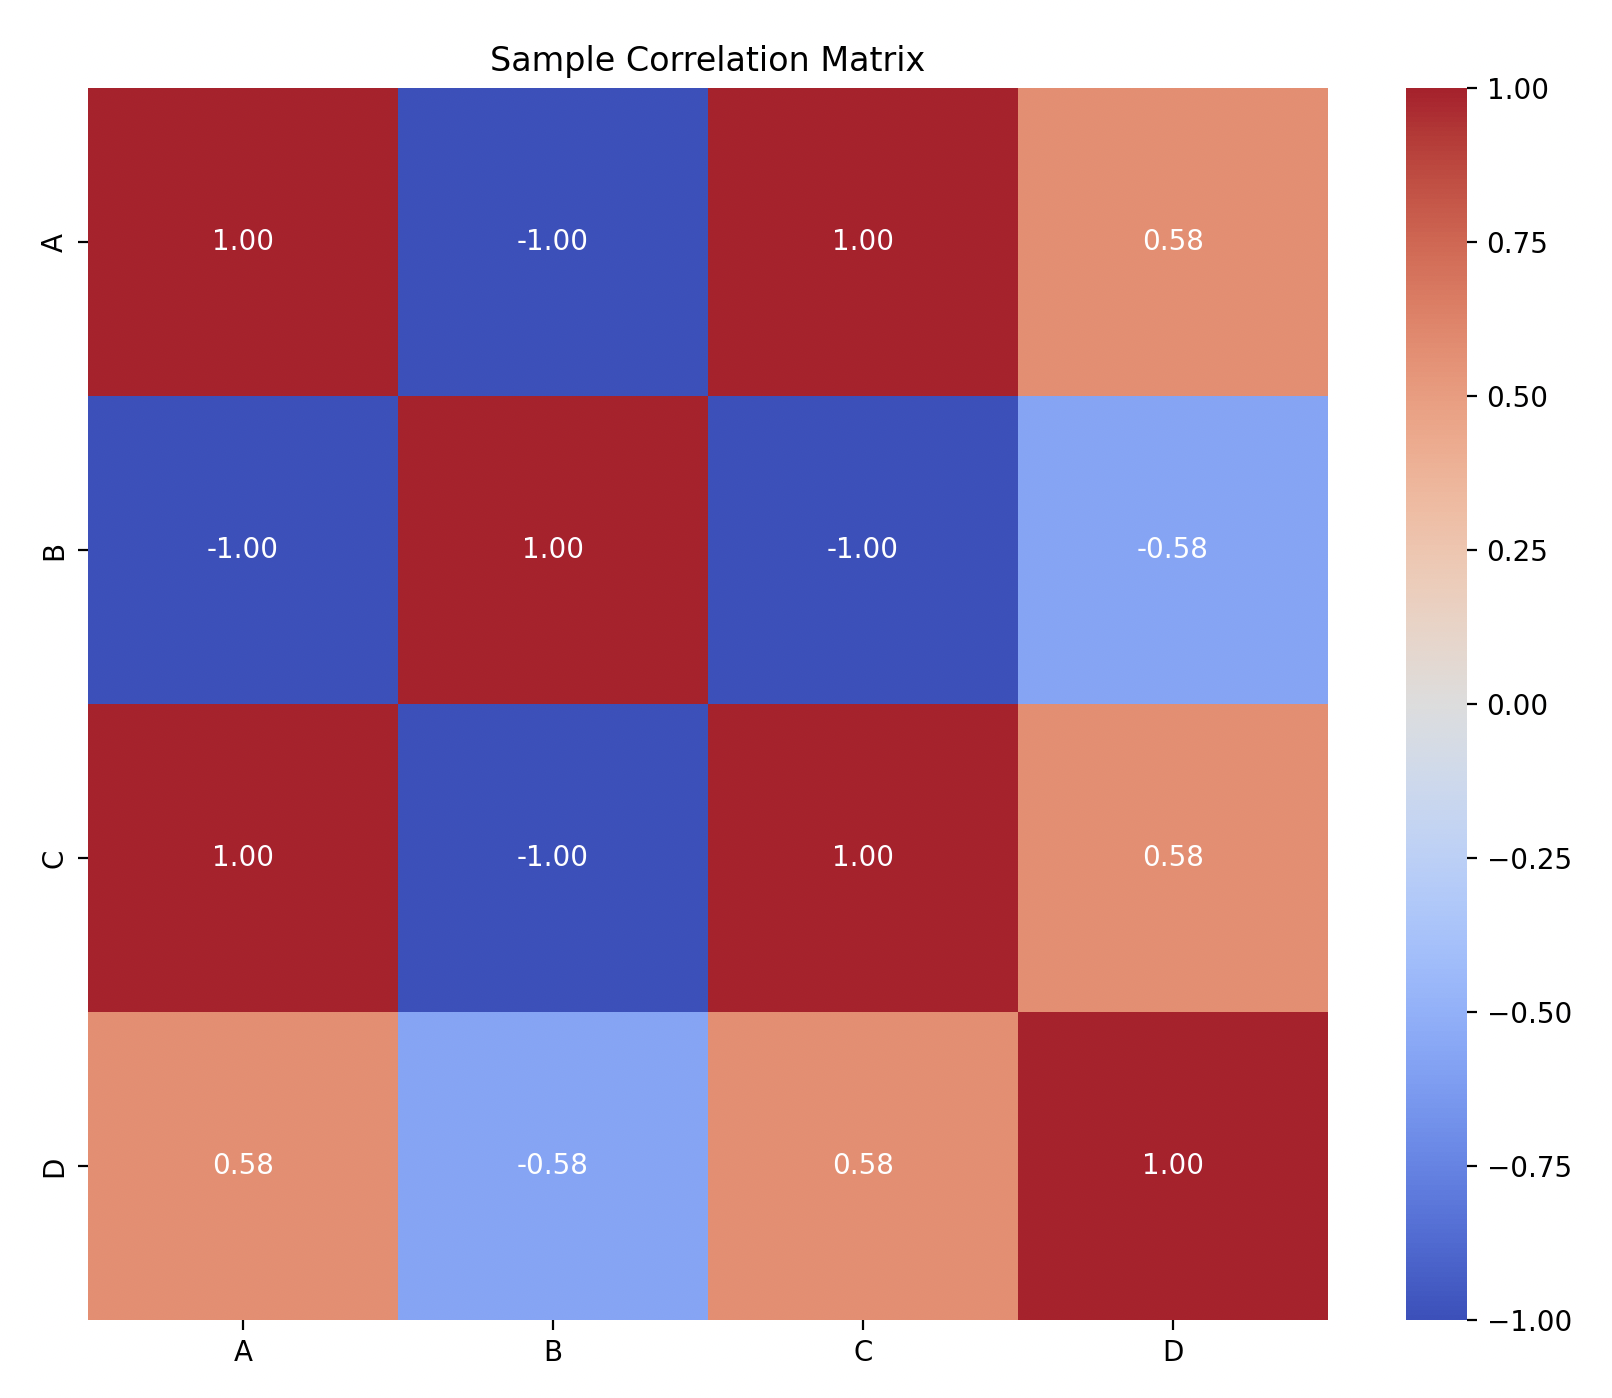 Sample Correlation Matrix
A 1.00 -1.00 1.00 0.58
B -1.00 1.00 -1.00 -0.58
C 1.00 -1.00 1.00 0.58
D 0.58 -0.58 0.58 1.00
A B C D
1.00
0.75
0.50
0.25
0.00
−0.25
−0.50
−0.75
−1.00